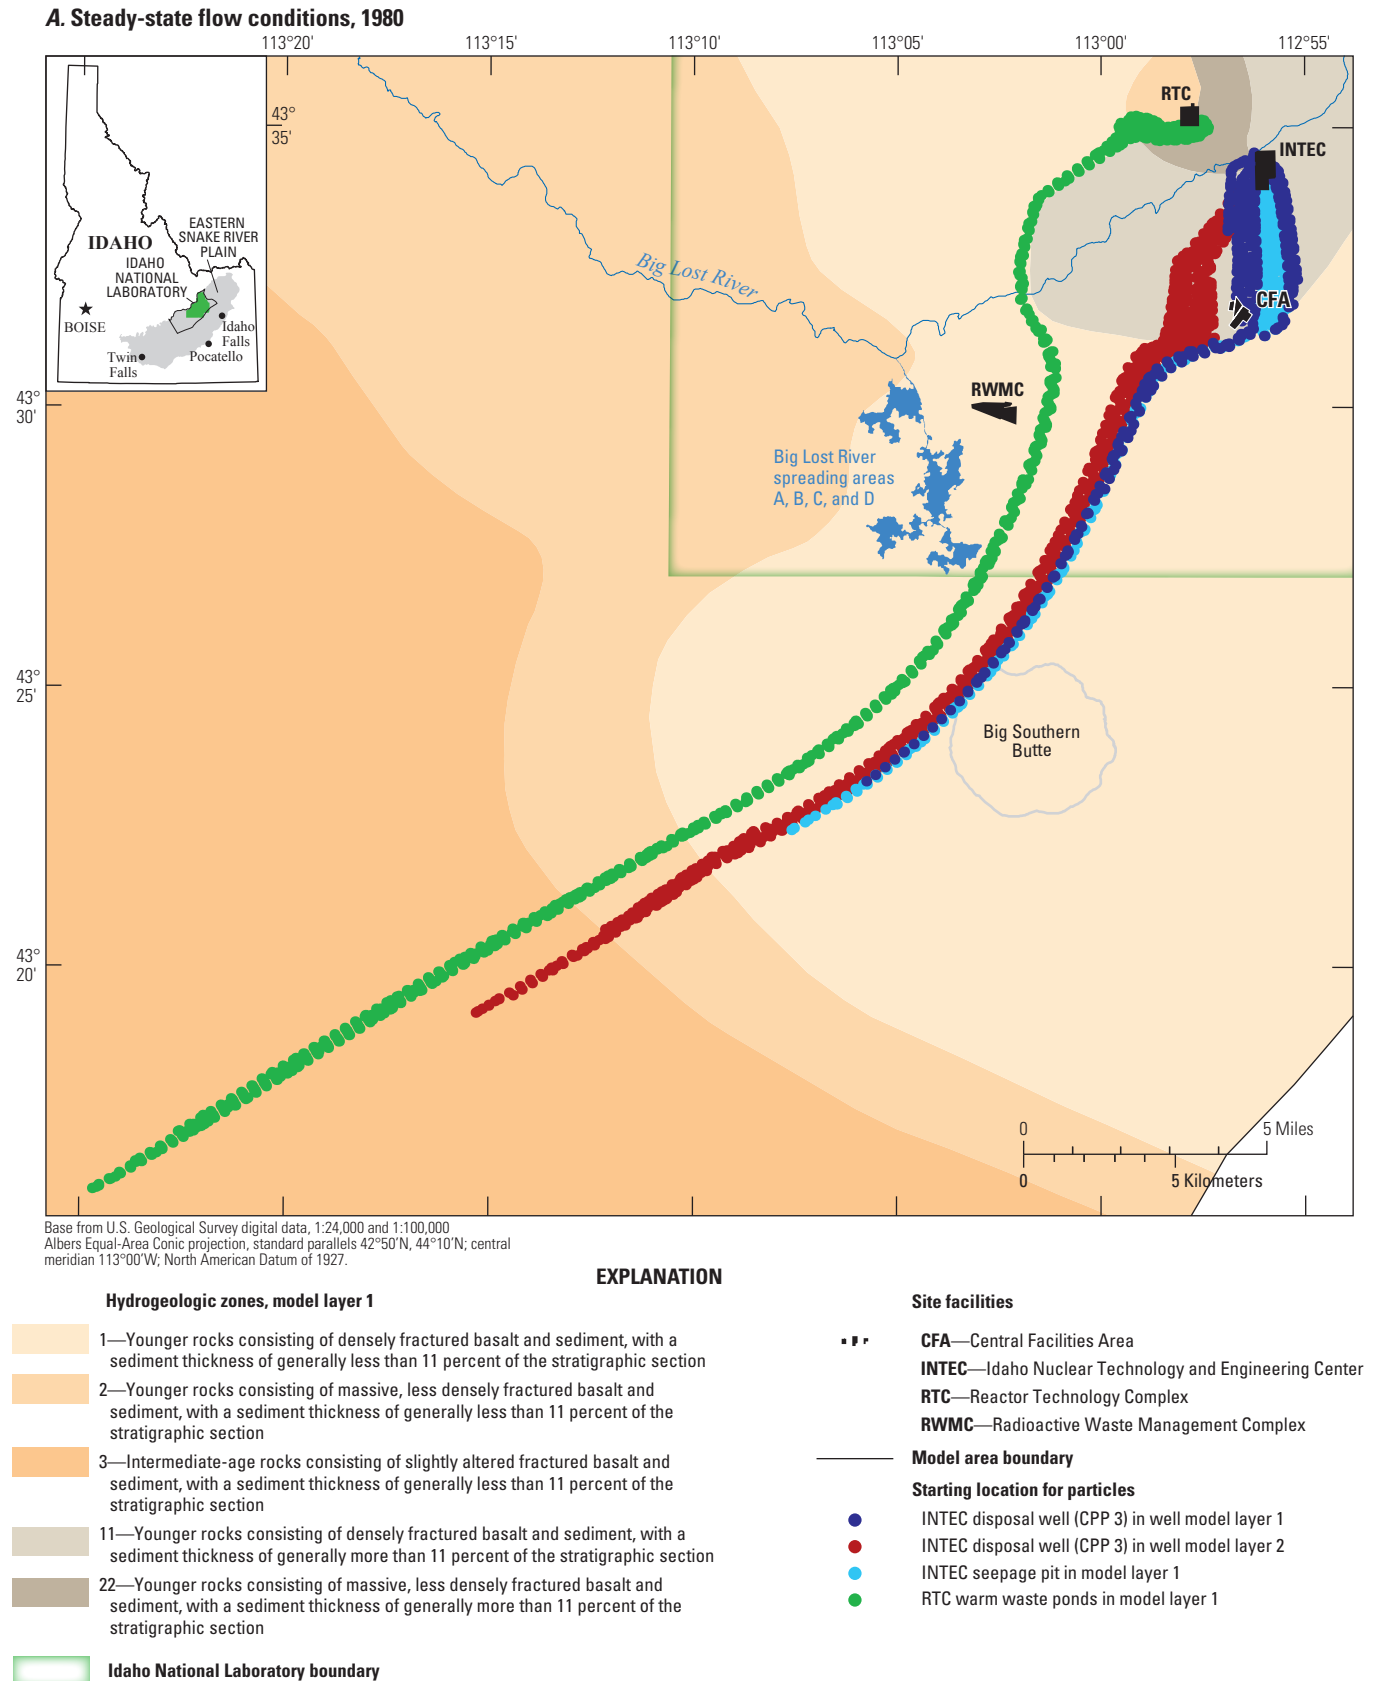 A. Steady-state flow conditions, 1980
113°20'
113°15'
113°10'
113°05'
113°00'
112°55'
43°
35'
RTC
INTEC
EASTERN
SNAKE RIVER
PLAIN
IDAHO
IDAHO
NATIONAL
LABORATORY
BOISE
Idaho
Falls
Pocatello
Twin
Falls
Big Lost River
CFA
43°
30'
RWMC
Big Lost River
spreading areas
A, B, C, and D
43°
25'
Big Southern
Butte
43°
20'
0
5 Miles
0
5 Kilometers
Base from U.S. Geological Survey digital data, 1:24,000 and 1:100,000
Albers Equal-Area Conic projection, standard parallels 42°50'N, 44°10'N; central
meridian 113°00'W; North American Datum of 1927.
EXPLANATION
Hydrogeologic zones, model layer 1
1—Younger rocks consisting of densely fractured basalt and sediment, with a
sediment thickness of generally less than 11 percent of the stratigraphic section
2—Younger rocks consisting of massive, less densely fractured basalt and
sediment, with a sediment thickness of generally less than 11 percent of the
stratigraphic section
3—Intermediate-age rocks consisting of slightly altered fractured basalt and
sediment, with a sediment thickness of generally less than 11 percent of the
stratigraphic section
11—Younger rocks consisting of densely fractured basalt and sediment, with a
sediment thickness of generally more than 11 percent of the stratigraphic section
22—Younger rocks consisting of massive, less densely fractured basalt and
sediment, with a sediment thickness of generally more than 11 percent of the
stratigraphic section
Idaho National Laboratory boundary
Site facilities
CFA—Central Facilities Area
INTEC—Idaho Nuclear Technology and Engineering Center
RTC—Reactor Technology Complex
RWMC—Radioactive Waste Management Complex
Model area boundary
Starting location for particles
INTEC disposal well (CPP 3) in well model layer 1
INTEC disposal well (CPP 3) in well model layer 2
INTEC seepage pit in model layer 1
RTC warm waste ponds in model layer 1